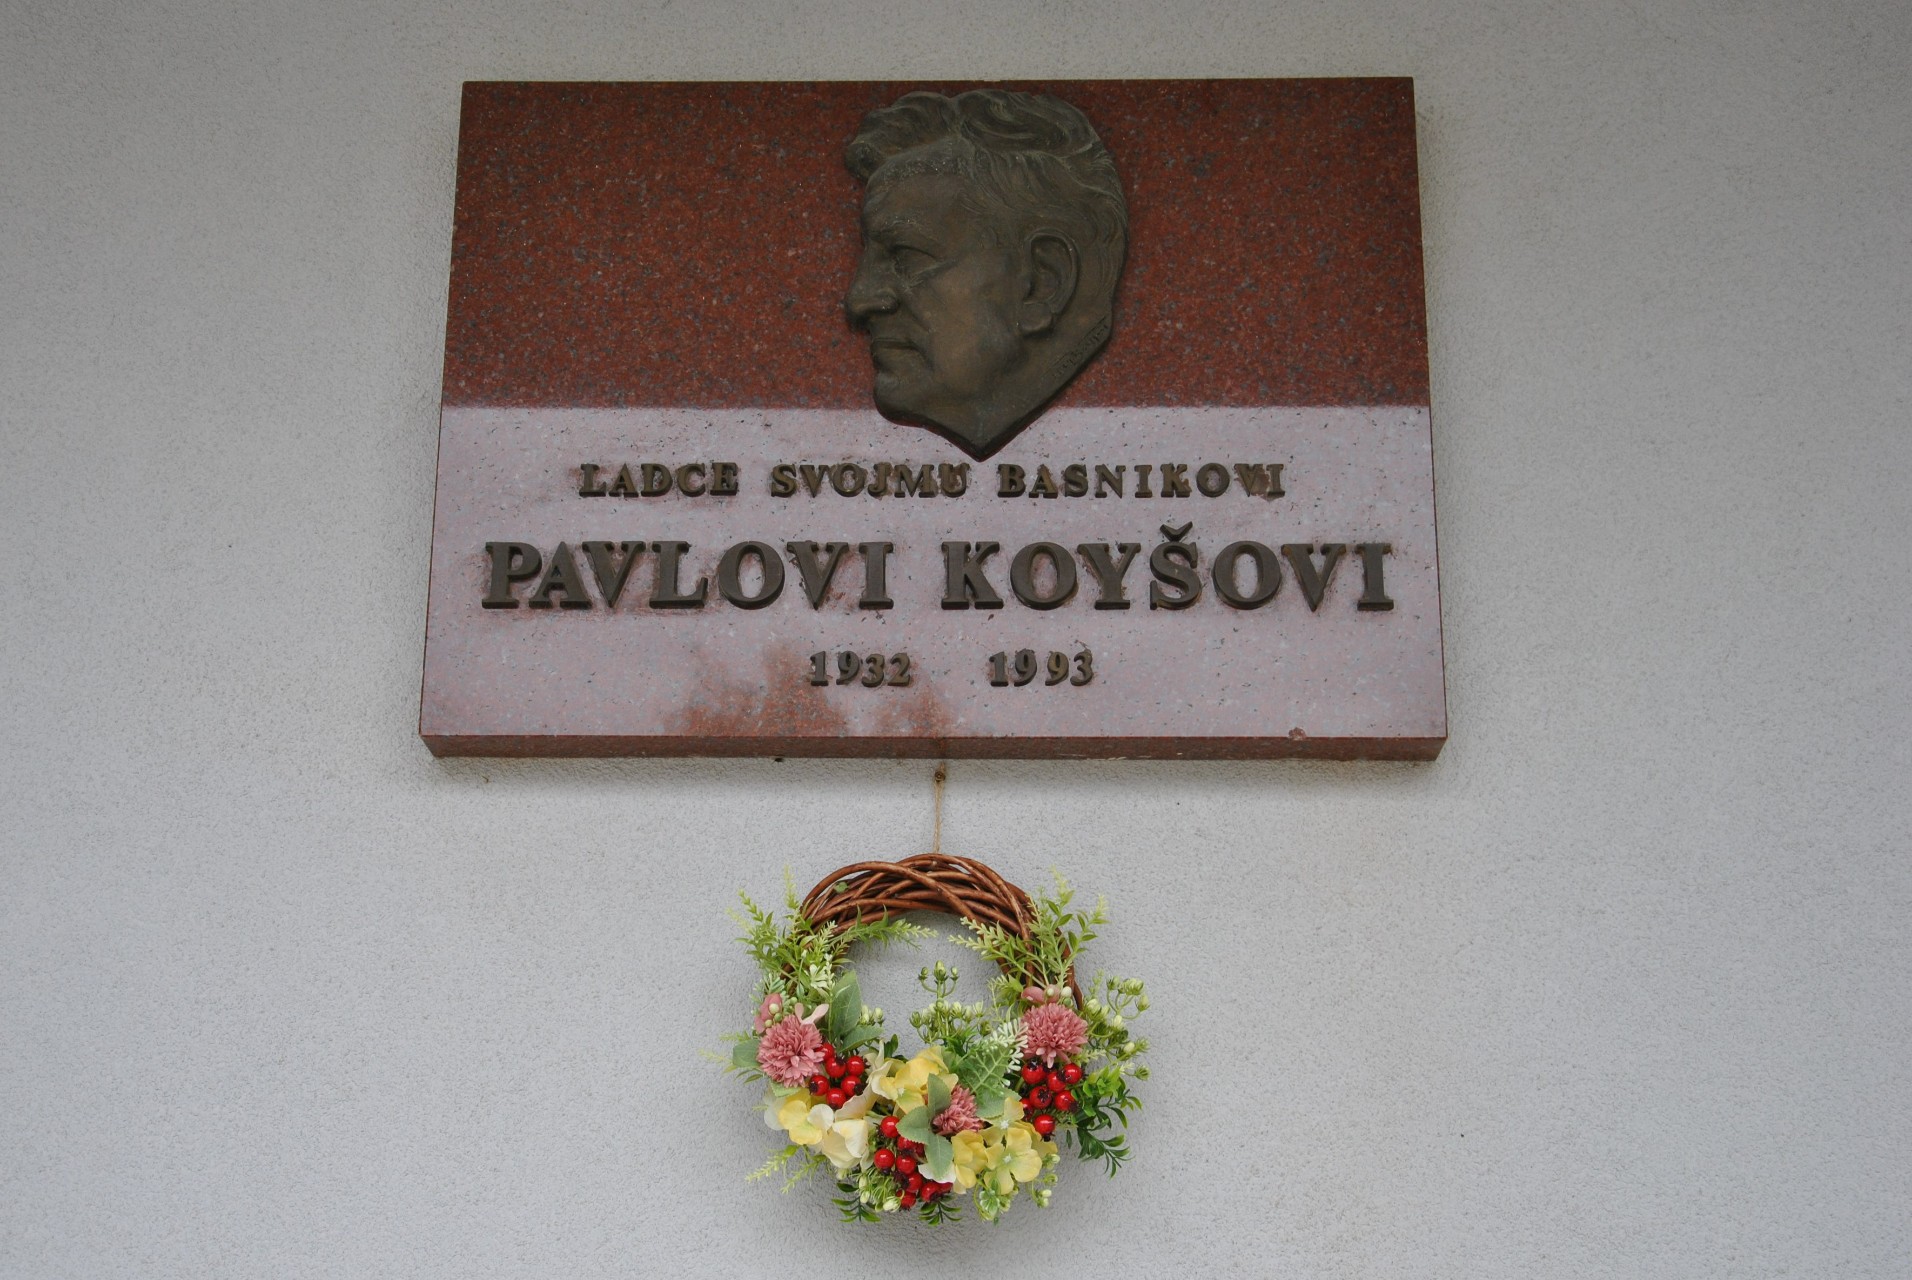 LADCE SVOJMU BASNIKOVI
PAVLOVI KOYŠOVI
1932 1993